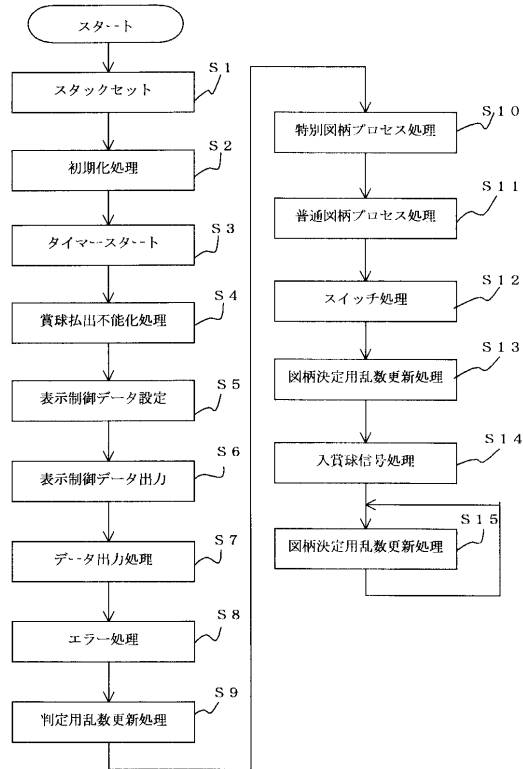 スタート
S1
スタックセット
S2
初期化処理
S3
タイマースタート
S4
賞球払出不能化処理
S5
表示制御データ設定
S6
表示制御データ出力
S7
データ出力処理
S8
エラー処理
S9
判定用乱数更新処理
S10
特別図柄プロセス処理
S11
普通図柄プロセス処理
S12
スイッチ処理
S13
図柄決定用乱数更新処理
S14
入賞球信号処理
S15
図柄決定用乱数更新処理